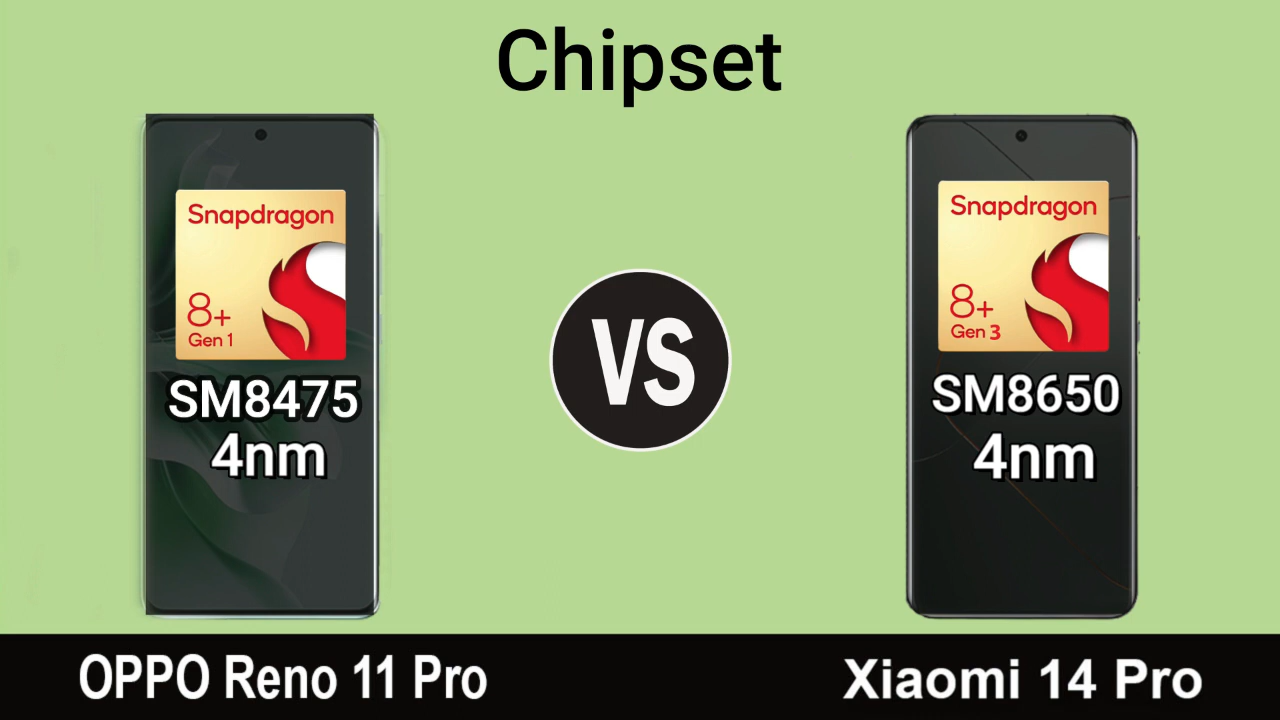 Chipset
Snapdragon
8+
Gen 1
SM8475
4nm
VS
Snapdragon
8+
Gen 3
SM8650
4nm
OPPO Reno 11 Pro
Xiaomi 14 Pro